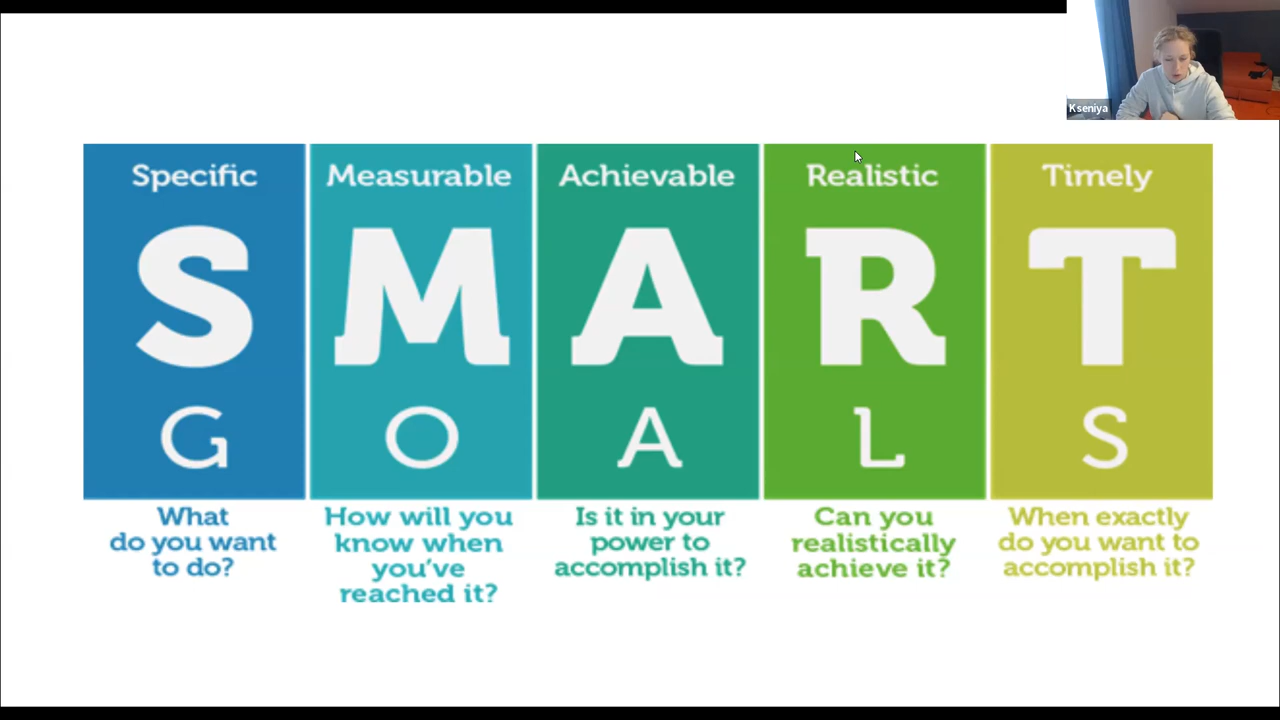 Kseniya
Specific
Measurable
Achievable
Realistic
Timely
S
M
A
R
T
G
O
A
L
S
What
do you want
to do?
How will you
know when
you've
reached it?
Is it in your
power to
accomplish it?
Can you
realistically
achieve it?
When exactly
do you want to
accomplish it?